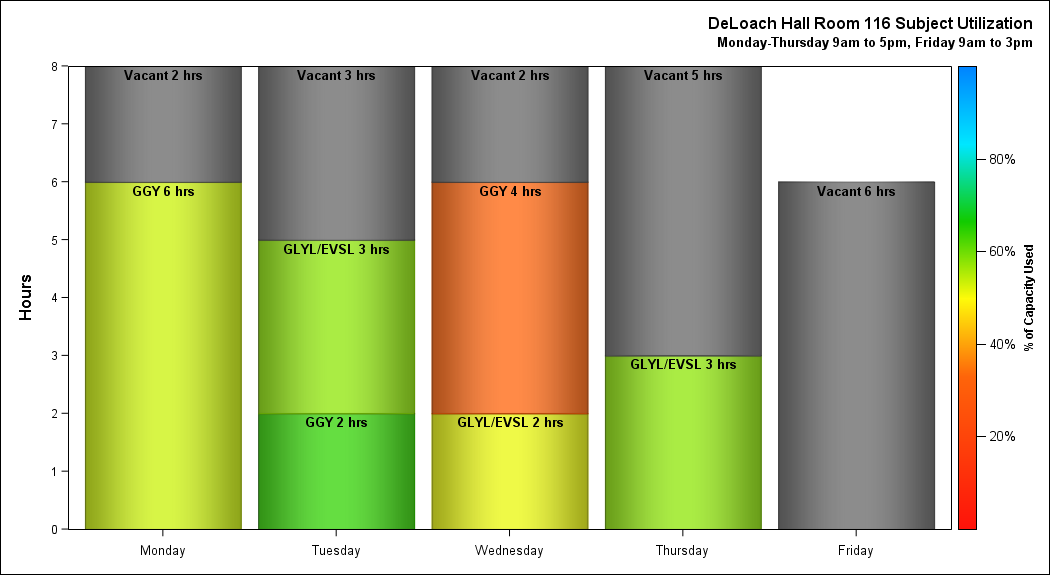 DeLoach Hall Room 116 Subject Utilization
Monday-Thursday 9am to 5pm, Friday 9am to 3pm
Hours
8
7
6
5
4
3
2
1
0
Vacant 2 hrs
GGY 6 hrs
Vacant 3 hrs
GLYL/EVSL 3 hrs
GGY 2 hrs
Vacant 2 hrs
GGY 4 hrs
GLYL/EVSL 2 hrs
Vacant 5 hrs
GLYL/EVSL 3 hrs
Vacant 6 hrs
Monday
Tuesday
Wednesday
Thursday
Friday
80%
60%
40%
20%
% of Capacity Used